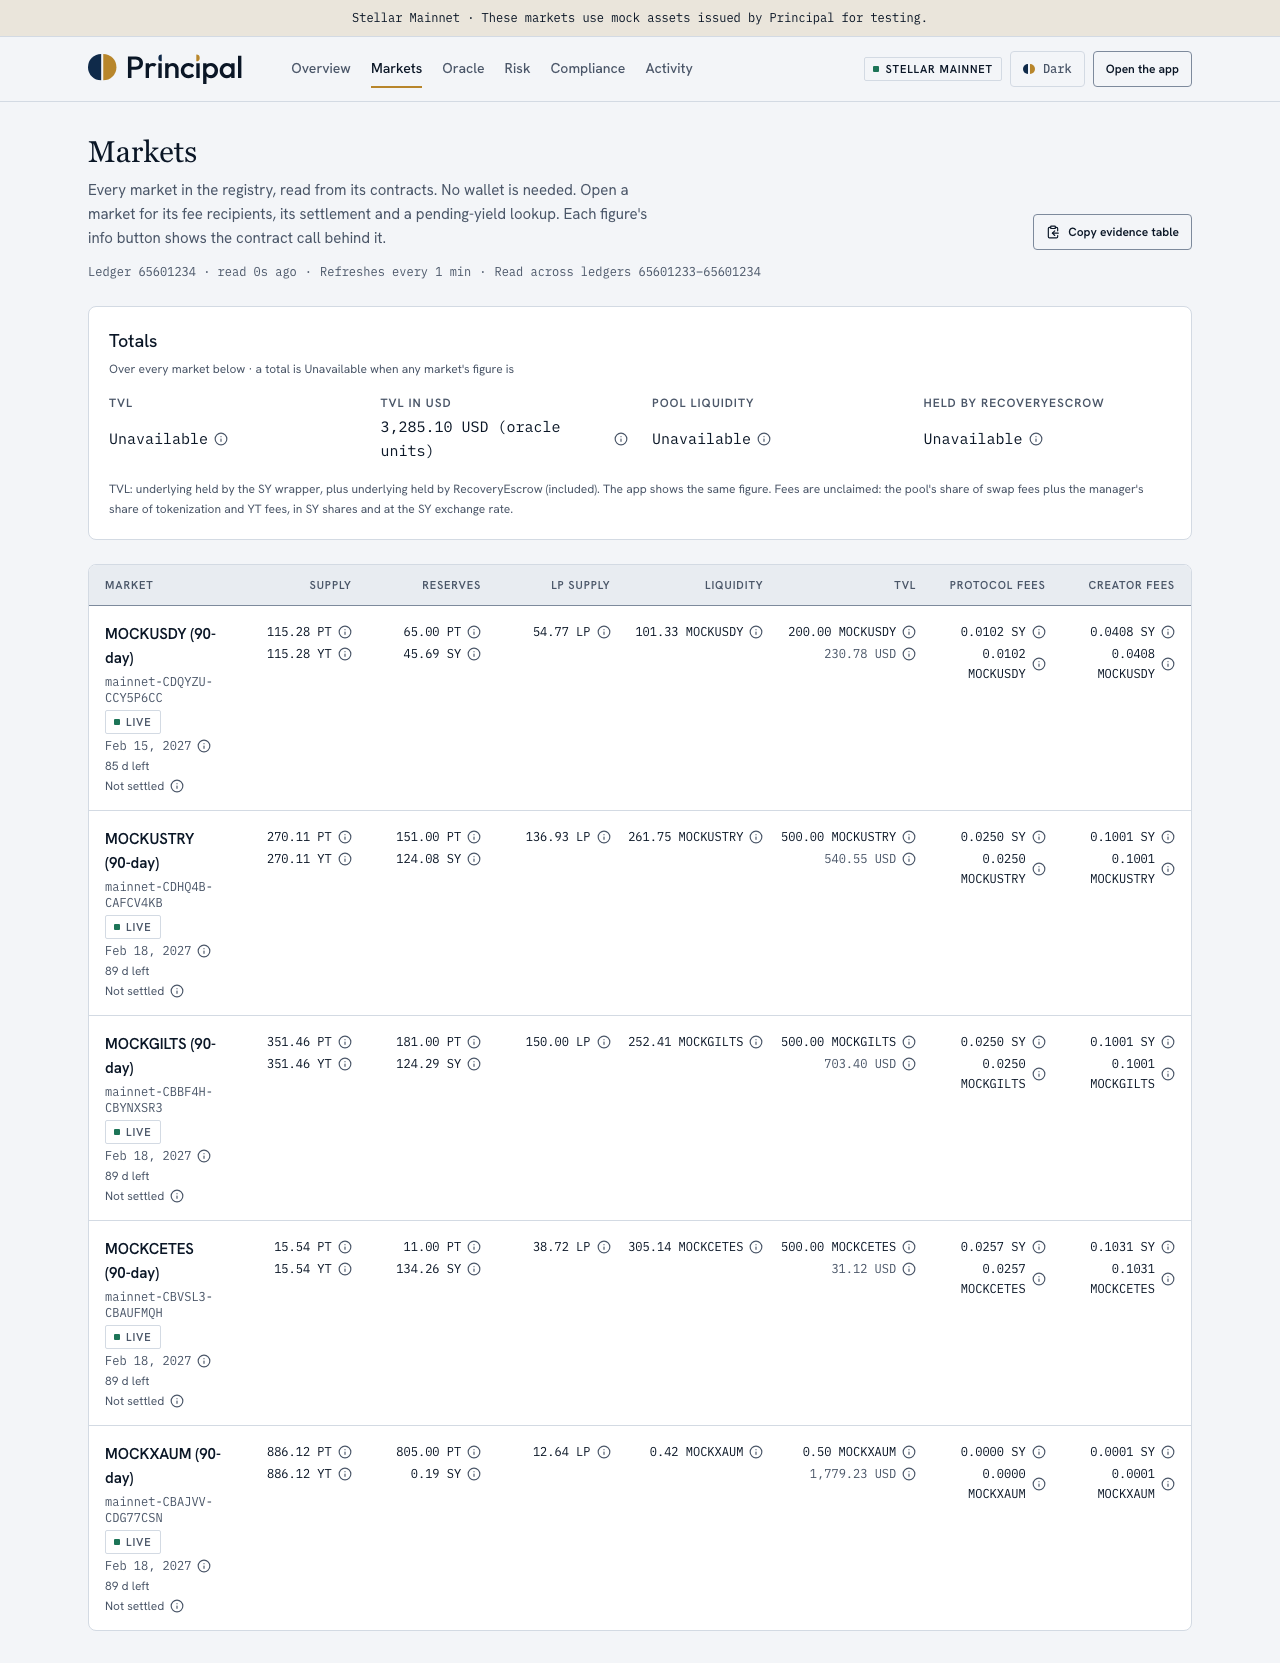 Stellar Mainnet · These markets use mock assets issued by Principal for testing.
Principal
Overview Markets Oracle Risk Compliance Activity
STELLAR MAINNET
Dark
Open the app
Markets
Every market in the registry, read from its contracts. No wallet is needed. Open a
market for its fee recipients, its settlement and a pending-yield lookup. Each figure's
info button shows the contract call behind it.
Copy evidence table
Ledger 65601234 · read 0s ago · Refreshes every 1 min · Read across ledgers 65601233–65601234
Totals
Over every market below · a total is Unavailable when any market's figure is
TVL TVL IN USD POOL LIQUIDITY HELD BY RECOVERYESCROW
Unavailable 3,285.10 USD (oracle units) Unavailable Unavailable
TVL: underlying held by the SY wrapper, plus underlying held by RecoveryEscrow (included). The app shows the same figure. Fees are unclaimed: the pool's share of swap fees plus the manager's
share of tokenization and YT fees, in SY shares and at the SY exchange rate.
MARKET SUPPLY RESERVES LP SUPPLY LIQUIDITY TVL PROTOCOL FEES CREATOR FEES
MOCKUSDY (90-
day)
mainnet-CDQYZU-
CCY5P6CC
LIVE
Feb 15, 2027
85 d left
Not settled
115.28 PT 65.00 PT 54.77 LP 101.33 MOCKUSDY 200.00 MOCKUSDY 0.0102 SY 0.0408 SY
115.28 YT 45.69 SY 230.78 USD 0.0102 0.0408
MOCKUSDY MOCKUSDY
MOCKUSTRY
(90-day)
mainnet-CDHQ4B-
CAFCV4KB
LIVE
Feb 18, 2027
89 d left
Not settled
270.11 PT 151.00 PT 136.93 LP 261.75 MOCKUSTRY 500.00 MOCKUSTRY 0.0250 SY 0.1001 SY
270.11 YT 124.08 SY 540.55 USD 0.0250 0.1001
MOCKUSTRY MOCKUSTRY
MOCKGILTS (90-
day)
mainnet-CBBF4H-
CBYNXSR3
LIVE
Feb 18, 2027
89 d left
Not settled
351.46 PT 181.00 PT 150.00 LP 252.41 MOCKGILTS 500.00 MOCKGILTS 0.0250 SY 0.1001 SY
351.46 YT 124.29 SY 703.40 USD 0.0250 0.1001
MOCKGILTS MOCKGILTS
MOCKCETES
(90-day)
mainnet-CBVSL3-
CBAUFMQH
LIVE
Feb 18, 2027
89 d left
Not settled
15.54 PT 11.00 PT 38.72 LP 305.14 MOCKCETES 500.00 MOCKCETES 0.0257 SY 0.1031 SY
15.54 YT 134.26 SY 31.12 USD 0.0257 0.1031
MOCKCETES MOCKCETES
MOCKXAUM (90-
day)
mainnet-CBAJVV-
CDG77CSN
LIVE
Feb 18, 2027
89 d left
Not settled
886.12 PT 805.00 PT 12.64 LP 0.42 MOCKXAUM 0.50 MOCKXAUM 0.0000 SY 0.0001 SY
886.12 YT 0.19 SY 1,779.23 USD 0.0000 0.0001
MOCKXAUM MOCKXAUM